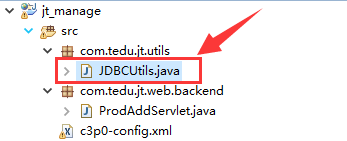 jt_manage
src
com.tedu.jt.utils
JDBCUtils.java
com.tedu.jt.web.backend
ProdAddServlet.java
c3p0-config.xml